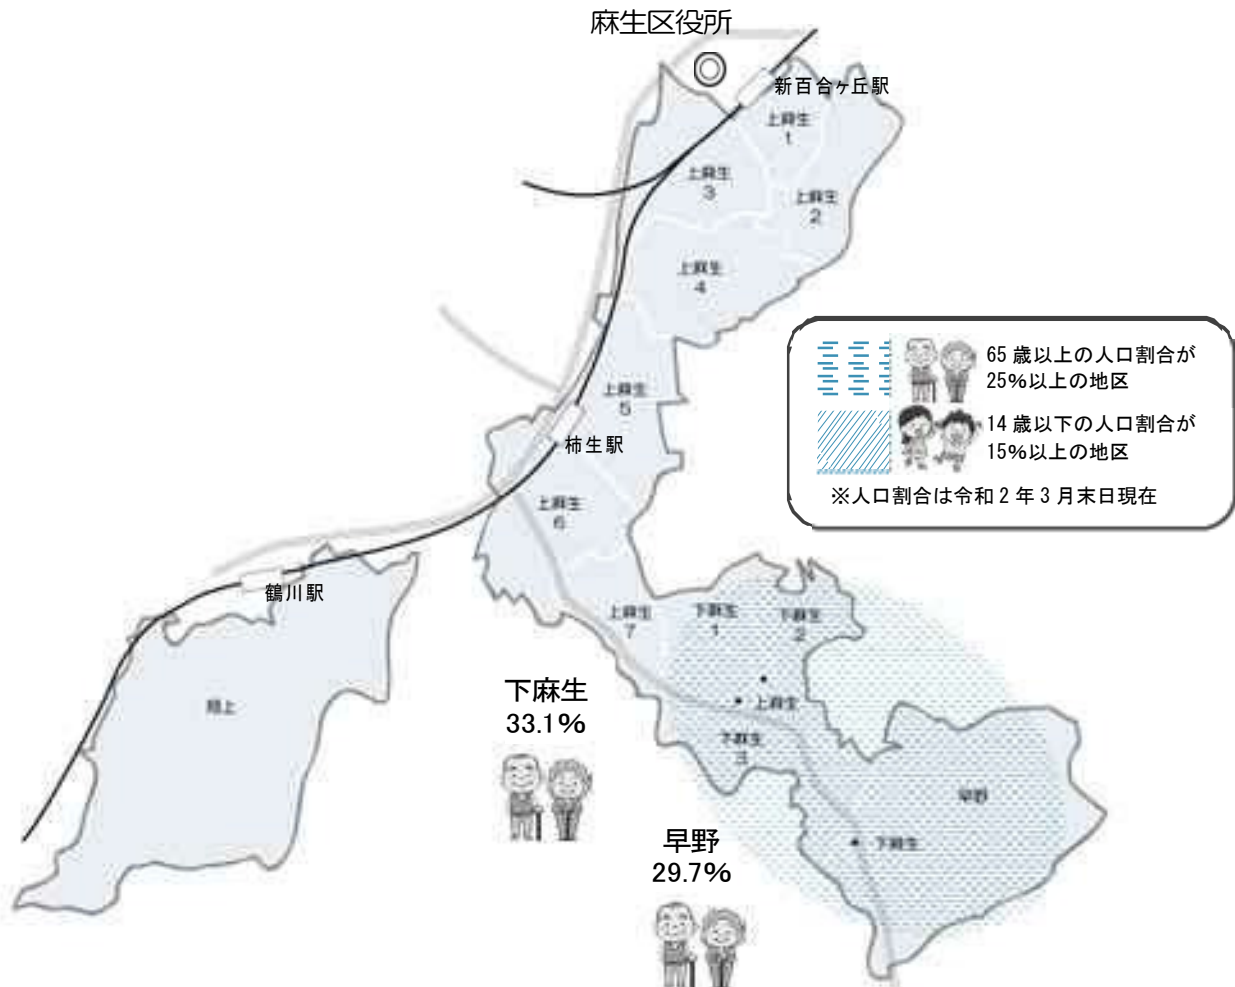 麻生区役所
新百合ヶ丘駅
上麻生
1
上麻生
3
上麻生
2
上麻生
4
65 歳以上の人口割合が
25%以上の地区
14 歳以下の人口割合が
15%以上の地区
※人口割合は令和 2 年 3 月末日現在
上麻生
5
柿生駅
上麻生
6
鶴川駅
上麻生
7
下麻生
1
下麻生
2
岡上
下麻生
33.1%
上麻生
下麻生
3
早野
下麻生
早野
29.7%